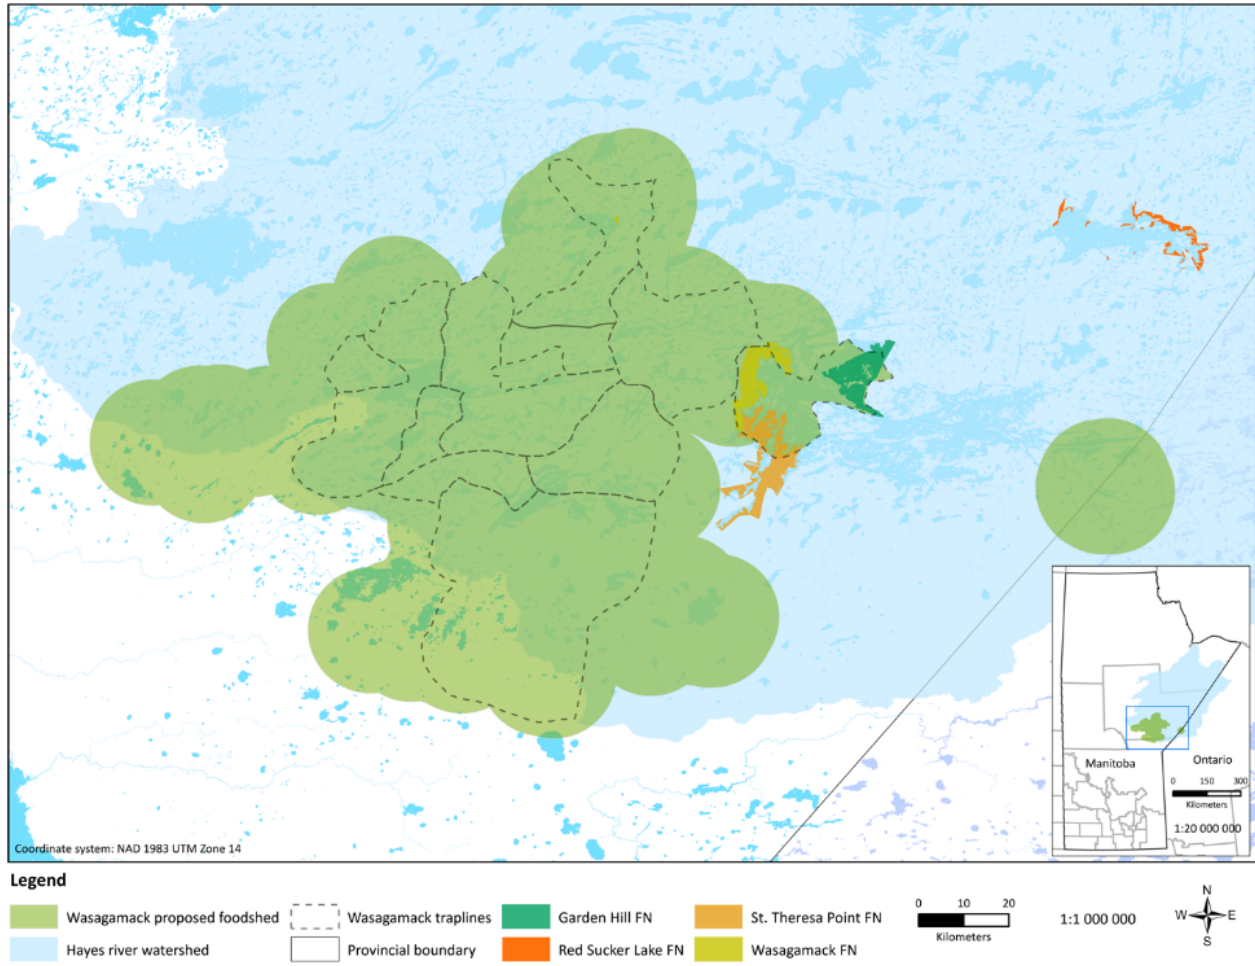 Manitoba
Ontario
0 150 300
Kilometers
1:20 000 000
Coordinate system: NAD 1983 UTM Zone 14
Legend
Wasagamack proposed foodshed
Wasagamack traplines
Garden Hill FN
St. Theresa Point FN
Hayes river watershed
Provincial boundary
Red Sucker Lake FN
Wasagamack FN
0 10 20
Kilometers
1:1 000 000
N
W E
S